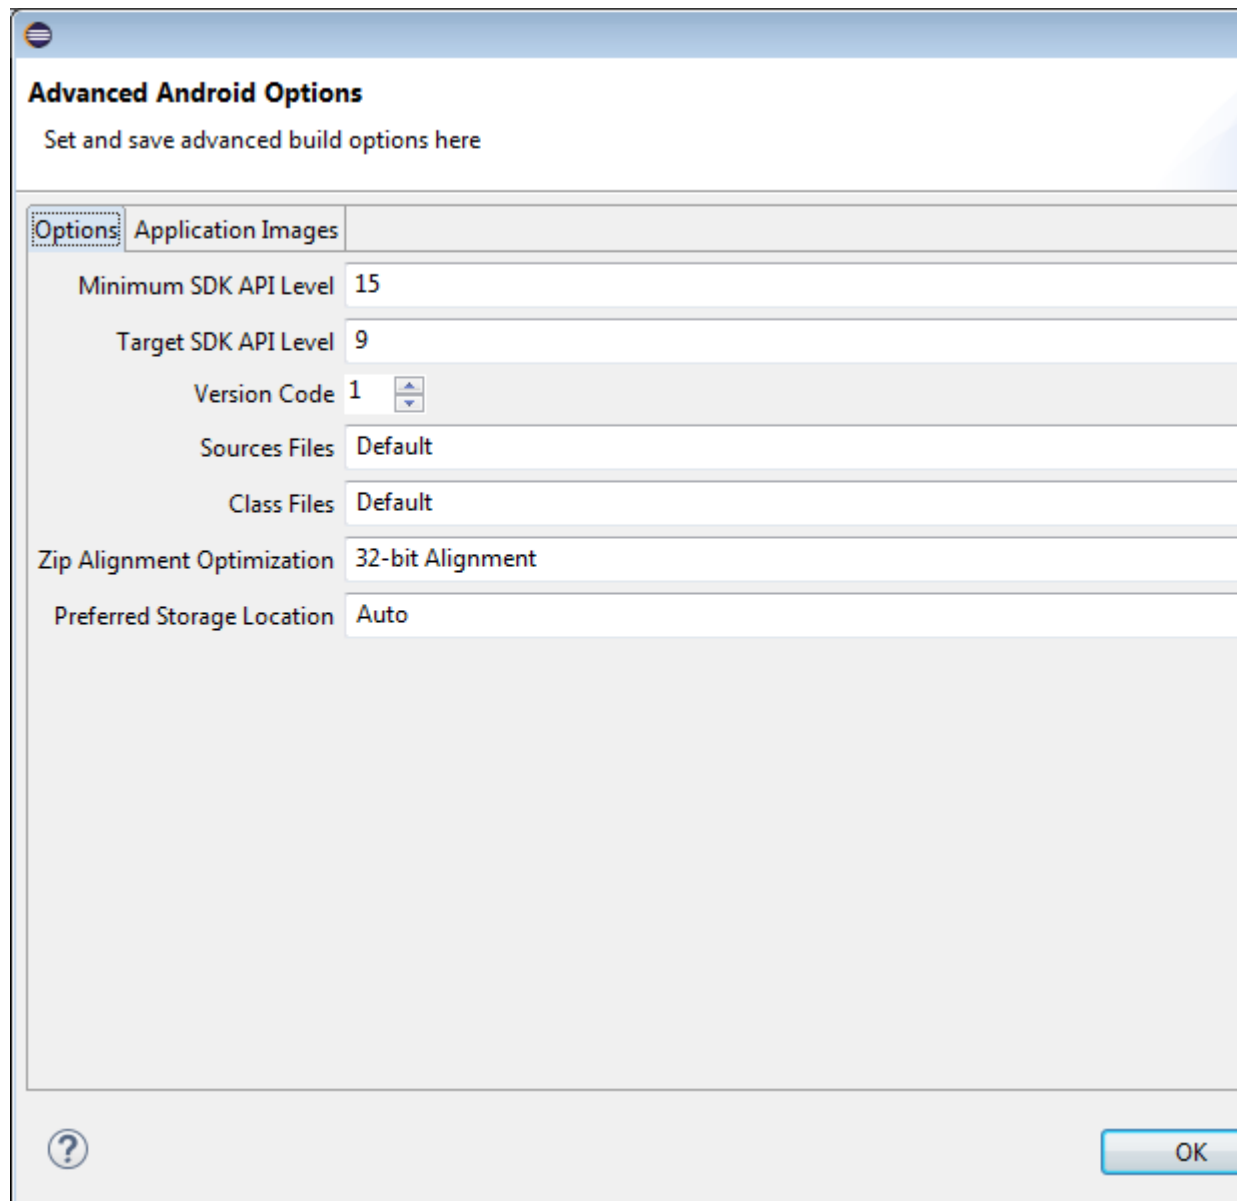 Advanced Android Options
Set and save advanced build options here
Options Application Images
Minimum SDK API Level 15
Target SDK API Level 9
Version Code 1
Sources Files Default
Class Files Default
Zip Alignment Optimization 32-bit Alignment
Preferred Storage Location Auto
? OK